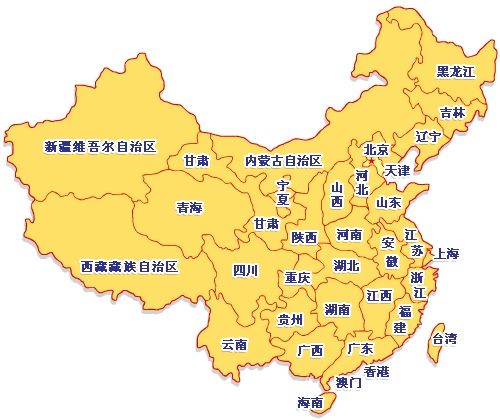 黑龙江
吉林
辽宁
北京
新疆维吾尔自治区
甘肃
内蒙古自治区
天津
河北
宁夏
山西
山东
青海
甘肃
陕西
河南
江苏
安徽
上海
西藏藏族自治区
四川
重庆
湖北
浙江
江西
湖南
贵州
福建
台湾
云南
广西
广东
香港
澳门
海南